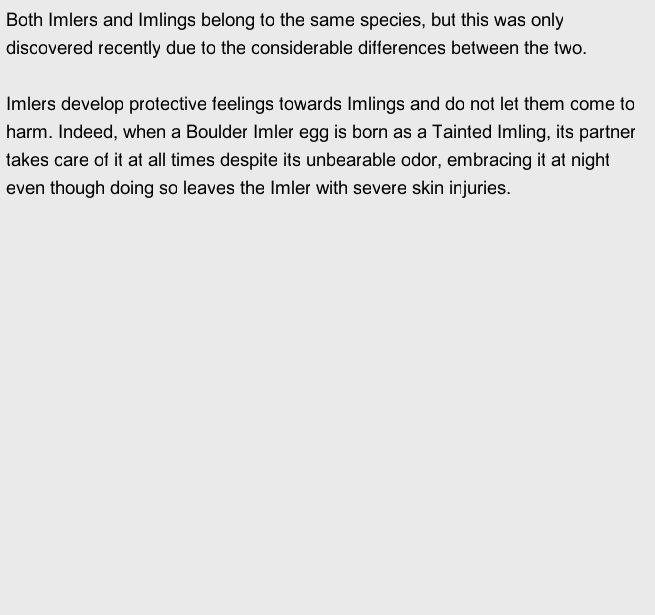 Both Imlers and Imlings belong to the same species, but this was only
discovered recently due to the considerable differences between the two.
Imlers develop protective feelings towards Imlings and do not let them come to
harm. Indeed, when a Boulder Imler egg is born as a Tainted Imling, its partner
takes care of it at all times despite its unbearable odor, embracing it at night
even though doing so leaves the Imler with severe skin injuries.